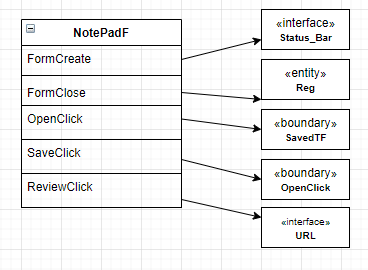 NotePadF
FormCreate
FormClose
OpenClick
SaveClick
ReviewClick
«interface»
Status_Bar
«entity»
Reg
«boundary»
SavedTF
«boundary»
OpenClick
«interface»
URL